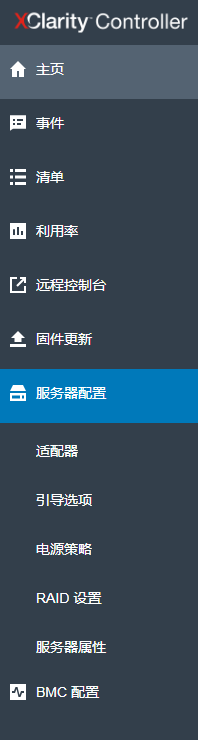 XClarity Controller
主页
事件
清单
利用率
远程控制台
固件更新
服务器配置
适配器
引导选项
电源策略
RAID 设置
服务器属性
BMC 配置